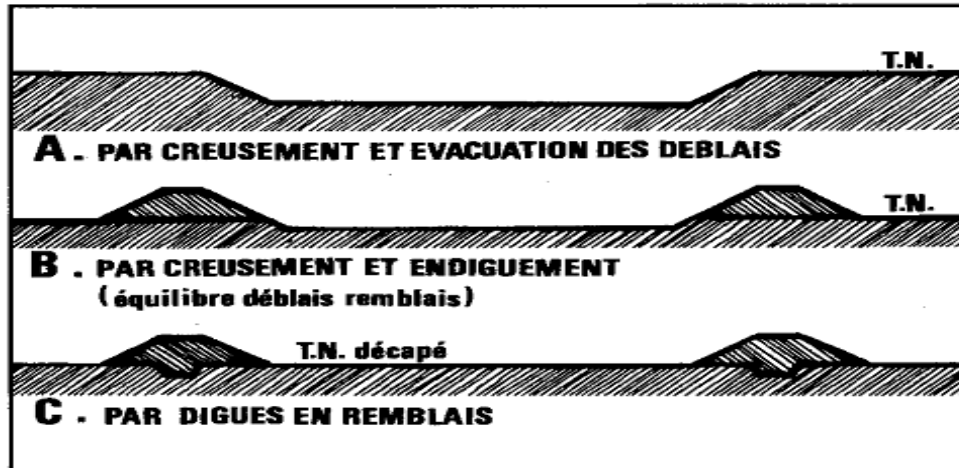 T.N.
A. PAR CREUSEMENT ET EVACUATION DES DEBLAIS
T.N.
B. PAR CREUSEMENT ET ENDIGUEMENT
(équilibre déblais remblais)
T.N. décapé
C. PAR DIGUES EN REMBLAIS